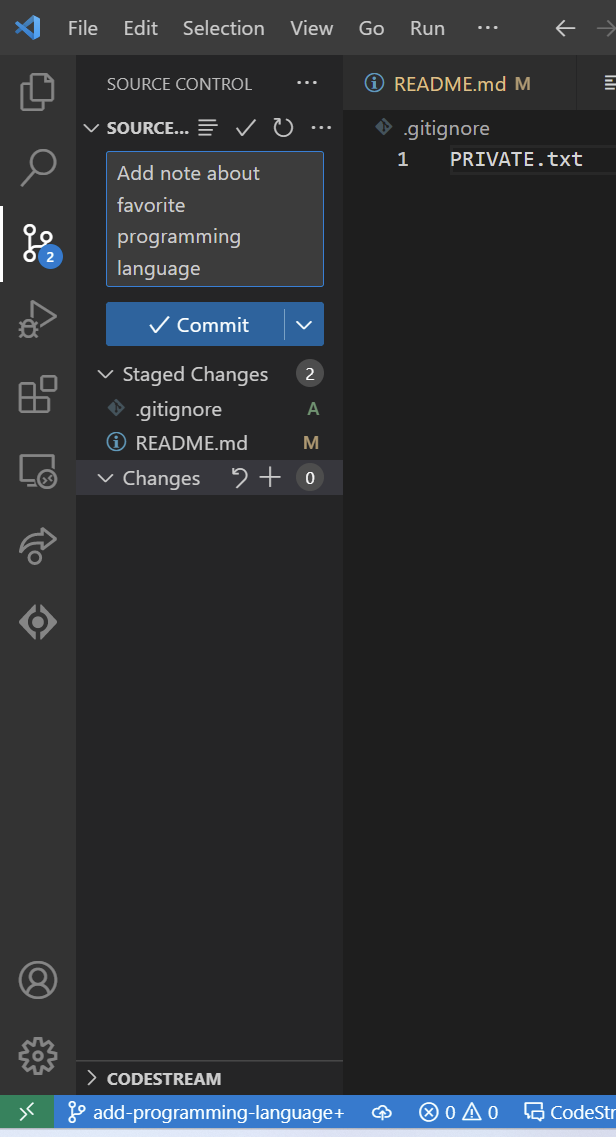 File Edit Selection View Go Run ···
SOURCE CONTROL ···
README.md M
SOURCE... ···
.gitignore
Add note about
favorite
programming
language
1 PRIVATE.txt
2
Commit
Staged Changes 2
.gitignore A
README.md M
Changes 0
CODESTREAM
add-programming-language+ 0 0 CodeStr